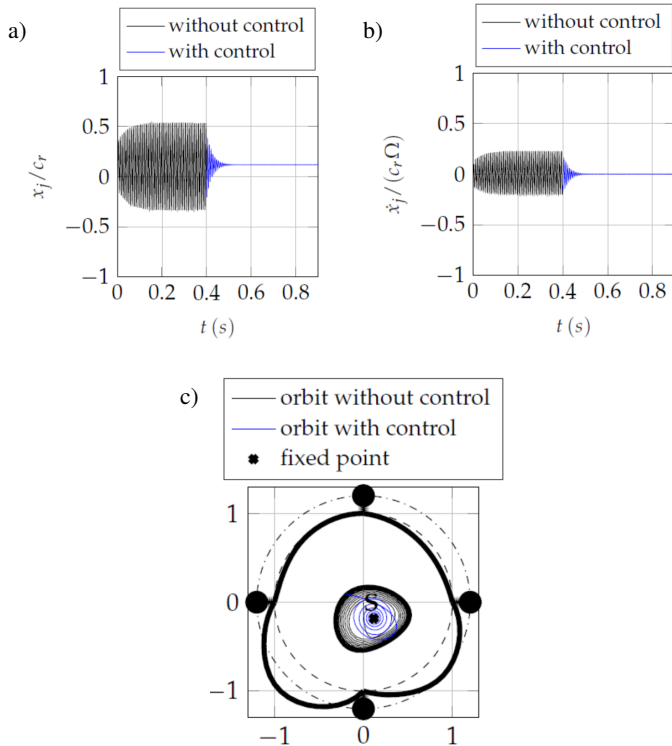 a)
without control
with control
1
0.5
0
−0.5
−1
x_j/c_r
0 0.2 0.4 0.6 0.8
t (s)
b)
without control
with control
1
0.5
0
−0.5
−1
ẋ_j/(c_rΩ)
0 0.2 0.4 0.6 0.8
t (s)
c)
orbit without control
orbit with control
fixed point
1
0
−1
S
−1 0 1